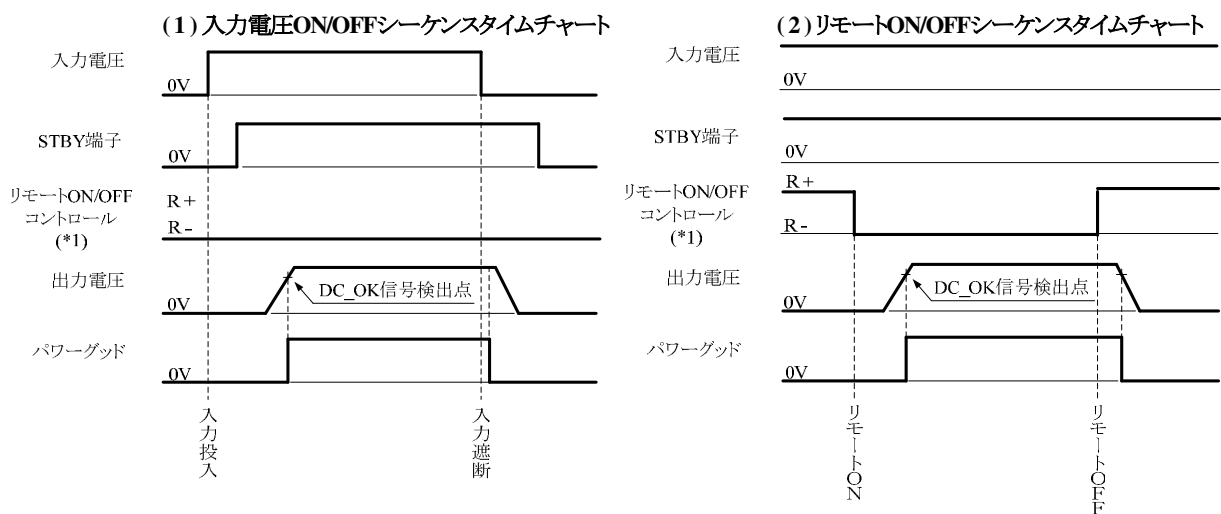 (1)入力電圧ON/OFFシーケンスタイムチャート
入力電圧
0V
STBY端子
0V
リモートON/OFF
コントロール
(*1)
R+
R-
出力電圧
0V
DC_OK信号検出点
パワーグッド
0V
入力投入
入力遮断
(2)リモートON/OFFシーケンスタイムチャート
入力電圧
0V
STBY端子
0V
リモートON/OFF
コントロール
(*1)
R+
R-
出力電圧
0V
DC_OK信号検出点
パワーグッド
0V
リモートON
リモートOFF